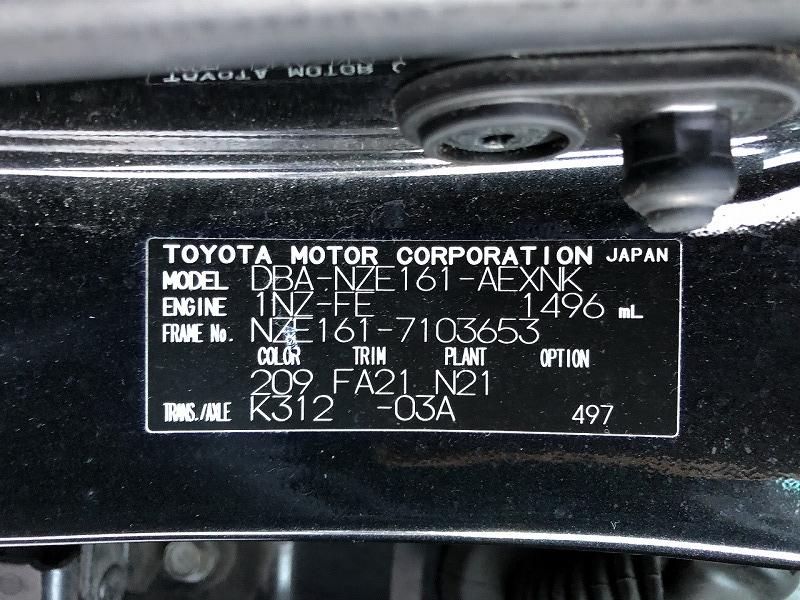 TOYOTA MOTOR CORPORATION JAPAN
MODEL DBA-NZE161-AEXNK
ENGINE 1NZ-FE 1496 mL
FRAME No. NZE161-7103653
COLOR TRIM PLANT OPTION
209 FA21 N21
TRANS./AXLE K312 -03A 497